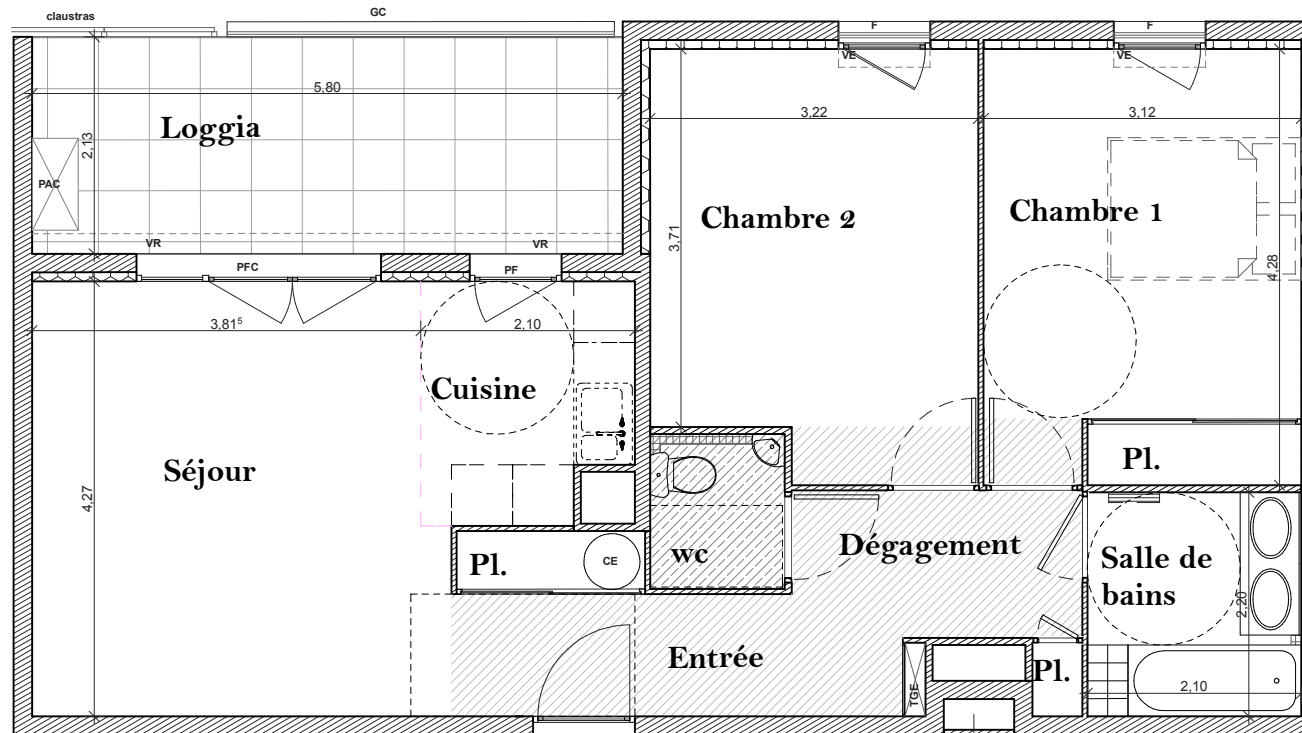 claustras
GC
F
F
VE
VE
5,80
3,22
3,12
Loggia
2,13
PAC
Chambre 2
Chambre 1
3,71
4,28
VR
VR
PFC
PF
3,81⁵
2,10
Cuisine
Séjour
4,27
Pl.
wc
Dégagement
Salle de
bains
Pl.
CE
2,20
Entrée
TGE
Pl.
2,10